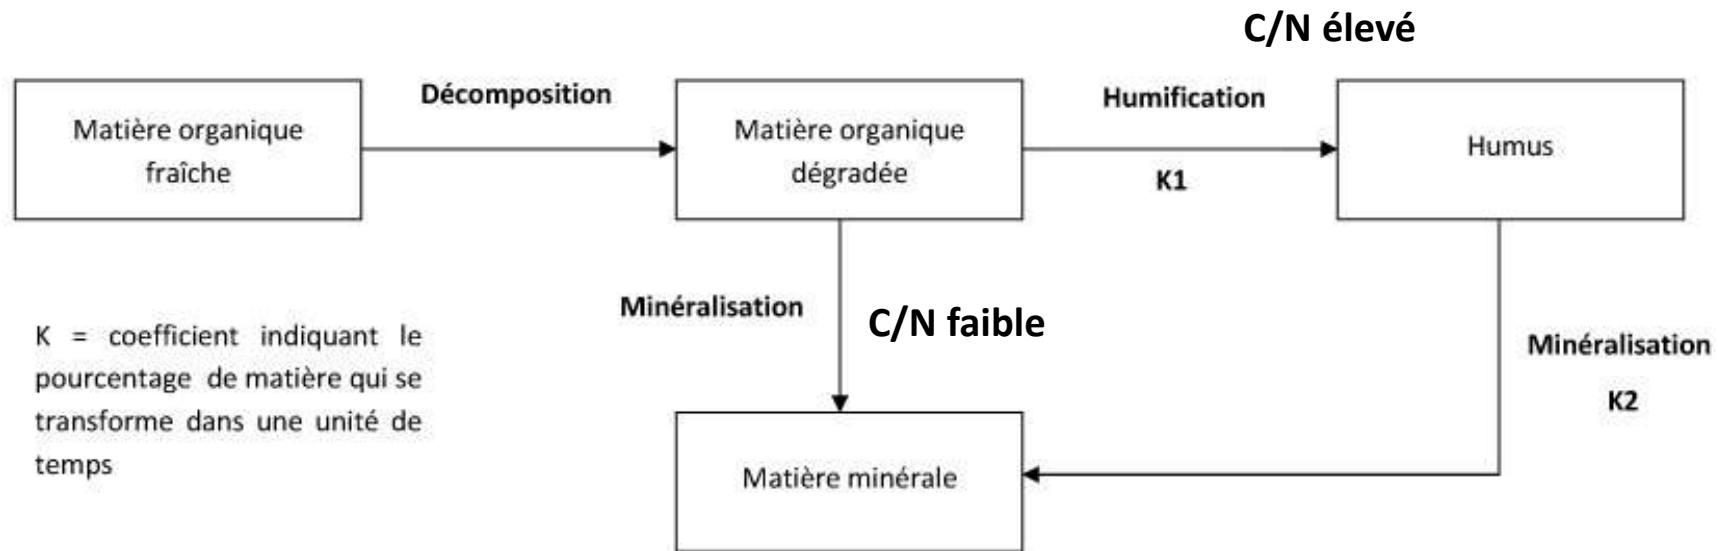 C/N élevé
Décomposition
Humification
Matière organique
fraîche
Matière organique
dégradée
Humus
K1
Minéralisation
C/N faible
K = coefficient indiquant le
pourcentage de matière qui se
transforme dans une unité de
temps
Minéralisation
K2
Matière minérale